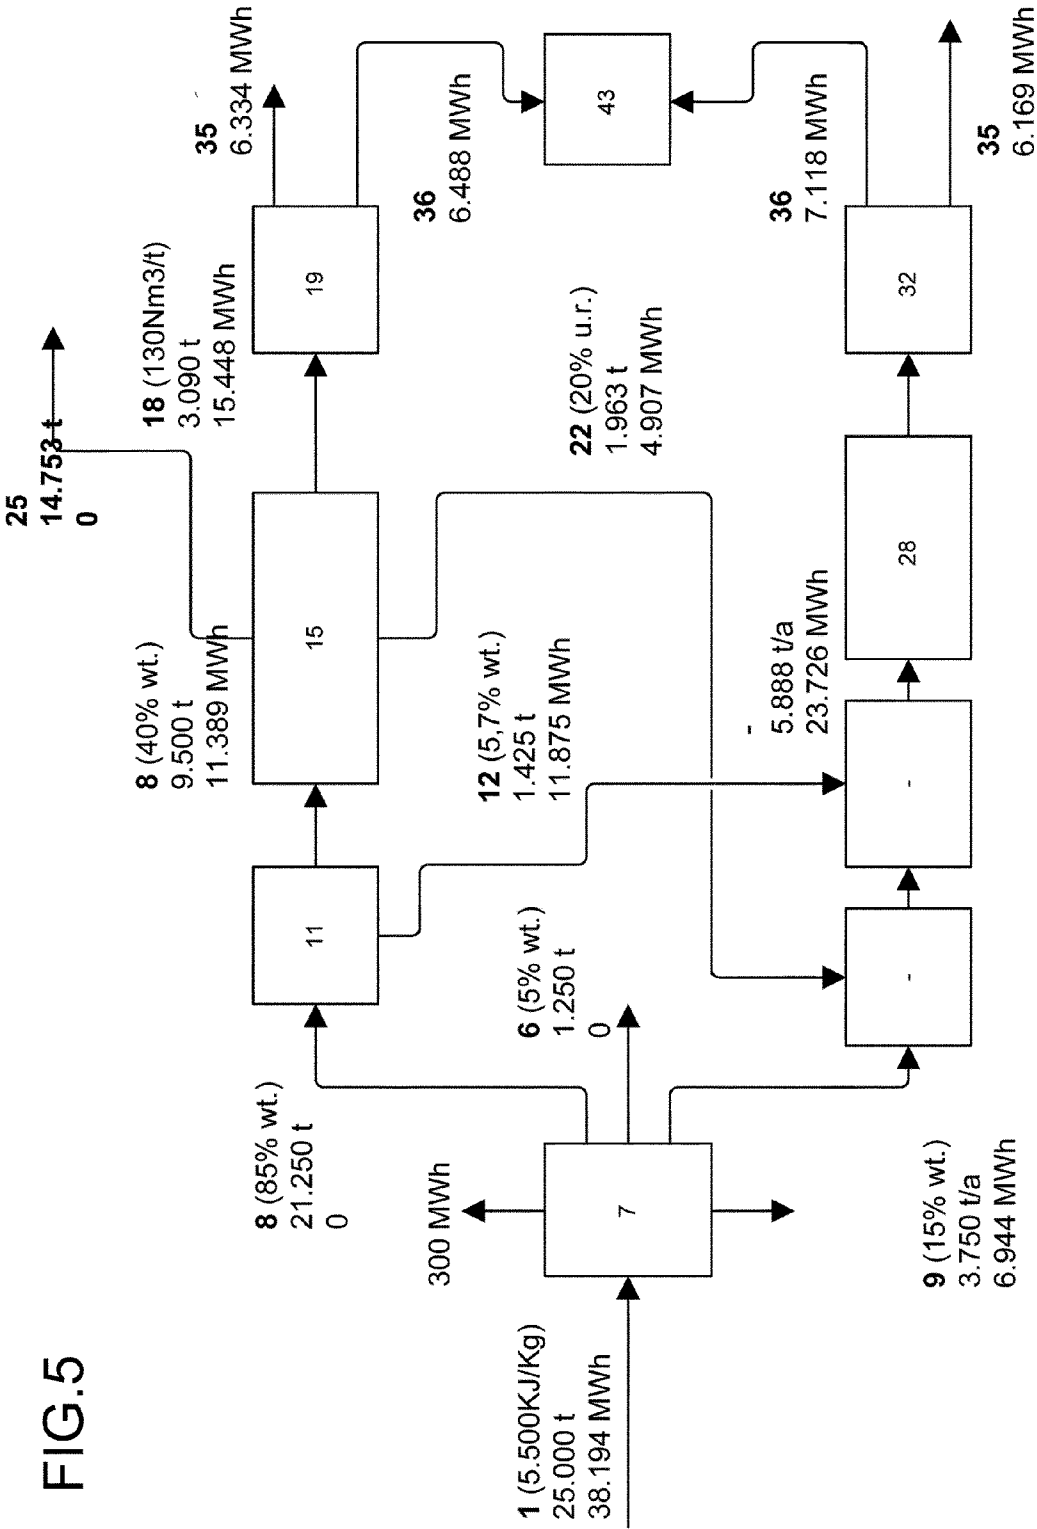 FIG.5
1 (5.500KJ/Kg)
25.000 t
38.194 MWh
7
300 MWh
8 (85% wt.)
21.250 t
0
6 (5% wt.)
1.250 t
0
9 (15% wt.)
3.750 t/a
6.944 MWh
11
8 (40% wt.)
9.500 t
11.389 MWh
12 (5,7% wt.)
1.425 t
11.875 MWh
15
25
14.753 t
0
18 (130Nm3/t)
3.090 t
15.448 MWh
22 (20% u.r.)
1.963 t
4.907 MWh
-
-
-
5.888 t/a
23.726 MWh
28
19
32
35
6.334 MWh
36
6.488 MWh
43
36
7.118 MWh
35
6.169 MWh